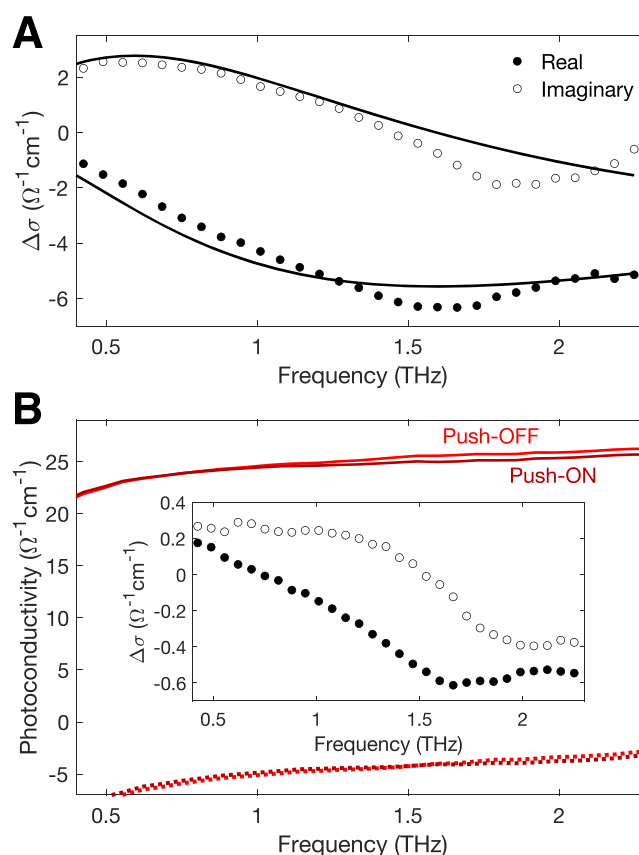 A
Real
Imaginary
2
0
-2
-4
-6
Δσ (Ω⁻¹cm⁻¹)
0.5
1
1.5
2
Frequency (THz)
B
Push-OFF
Push-ON
25
20
15
10
5
0
-5
Photoconductivity (Ω⁻¹cm⁻¹)
0.4
0.2
0
-0.2
-0.4
-0.6
Δσ (Ω⁻¹cm⁻¹)
0.5
1
1.5
2
Frequency (THz)
0.5
1
1.5
2
Frequency (THz)